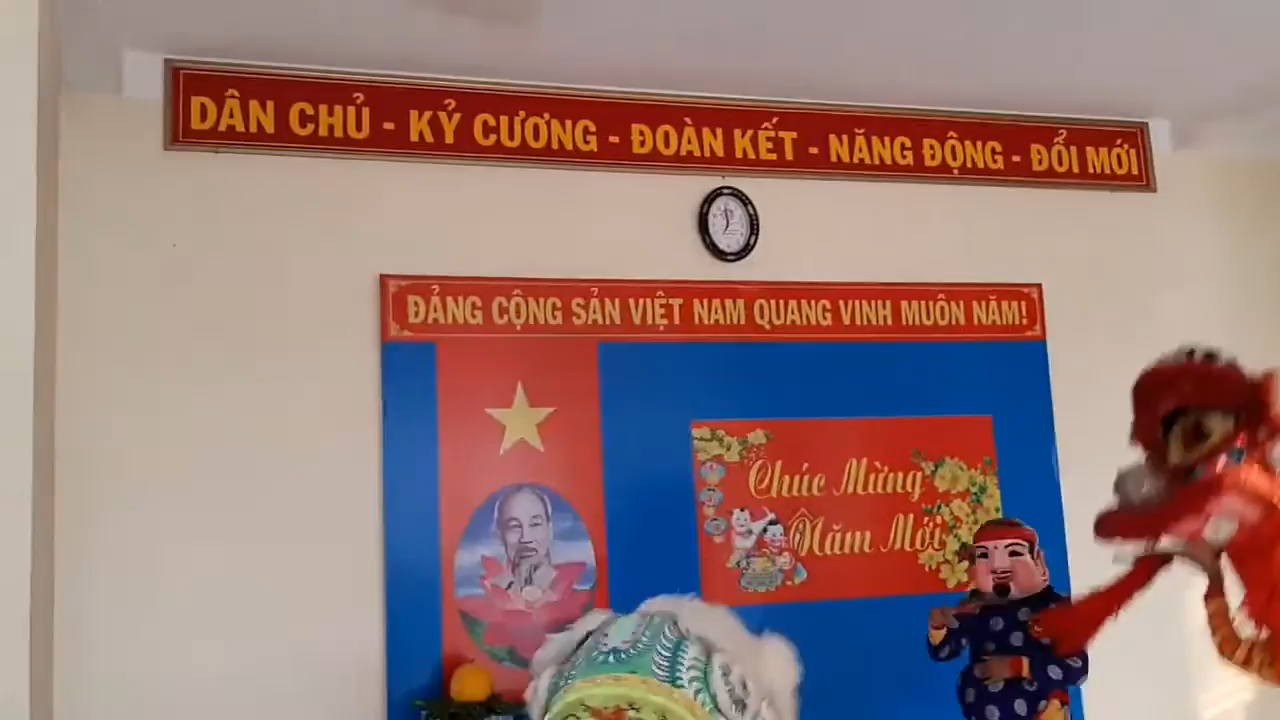 DÂN CHỦ - KỶ CƯƠNG - ĐOÀN KẾT - NĂNG ĐỘNG - ĐỔI MỚI
ĐẢNG CỘNG SẢN VIỆT NAM QUANG VINH MUÔN NĂM!
Chúc Mừng
Năm Mới